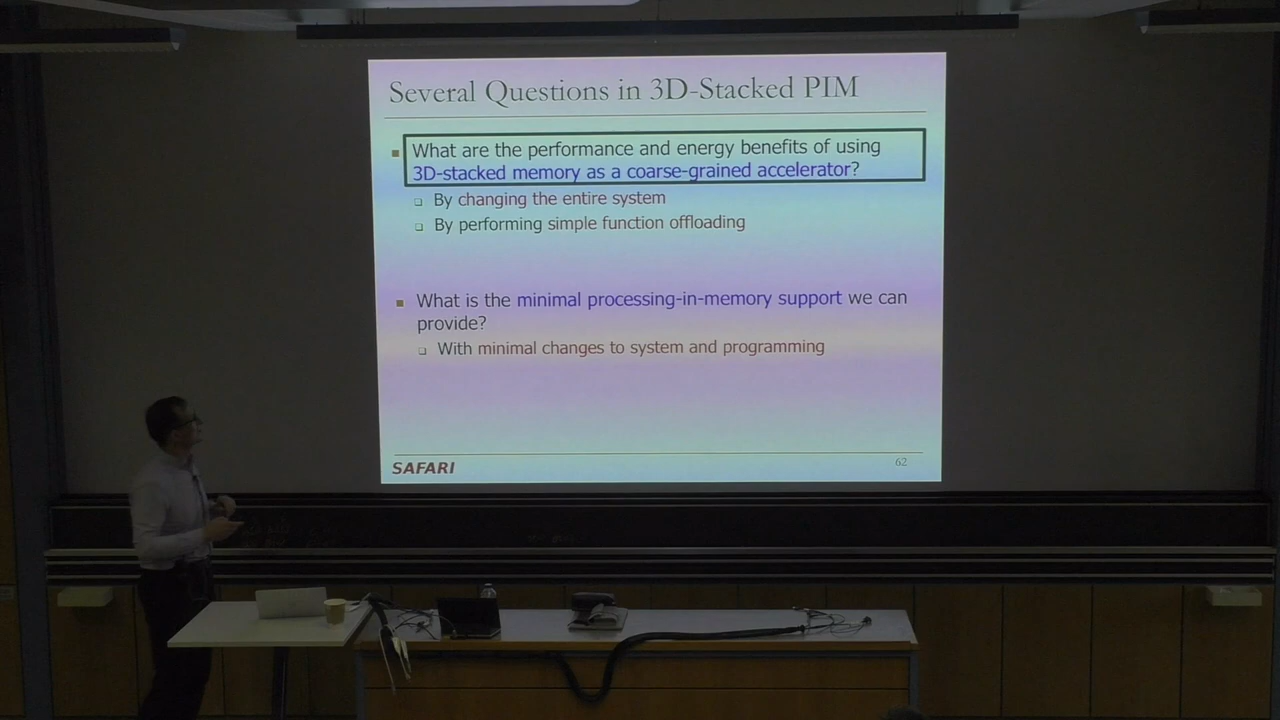 Several Questions in 3D-Stacked PIM
What are the performance and energy benefits of using
3D-stacked memory as a coarse-grained accelerator?
By changing the entire system
By performing simple function offloading
What is the minimal processing-in-memory support we can
provide?
With minimal changes to system and programming
SAFARI
62